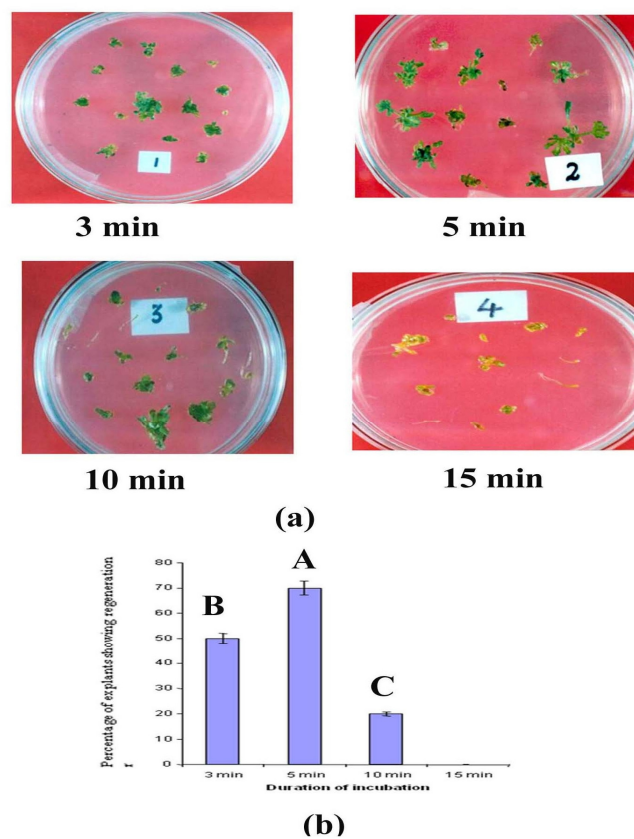 1
2
3 min
5 min
3
4
10 min
15 min
(a)
Percentage of explants showing regeneration
r
80
70
60
50
40
30
20
10
0
B
A
C
3 min
5 min
10 min
15 min
Duration of incubation
(b)